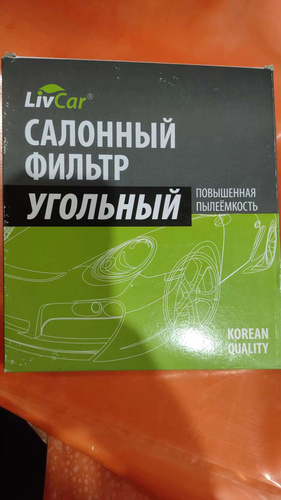 LivCar®
САЛОННЫЙ
ФИЛЬТР
УГОЛЬНЫЙ
ПОВЫШЕННАЯ
ПЫЛЕЁМКОСТЬ
KOREAN
QUALITY